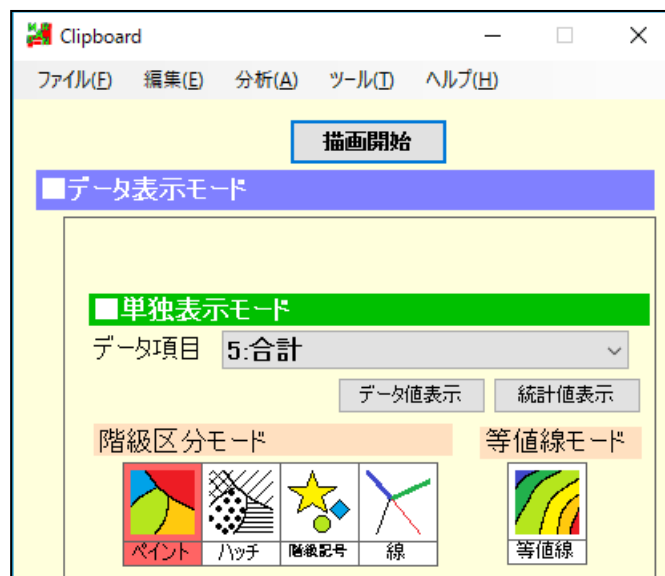 Clipboard
ファイル(F) 編集(E) 分析(A) ツール(T) ヘルプ(H)
描画開始
■データ表示モード
■単独表示モード
データ項目 5:合計
データ値表示 統計値表示
階級区分モード 等値線モード
ペイント ハッチ 階級記号 線 等値線